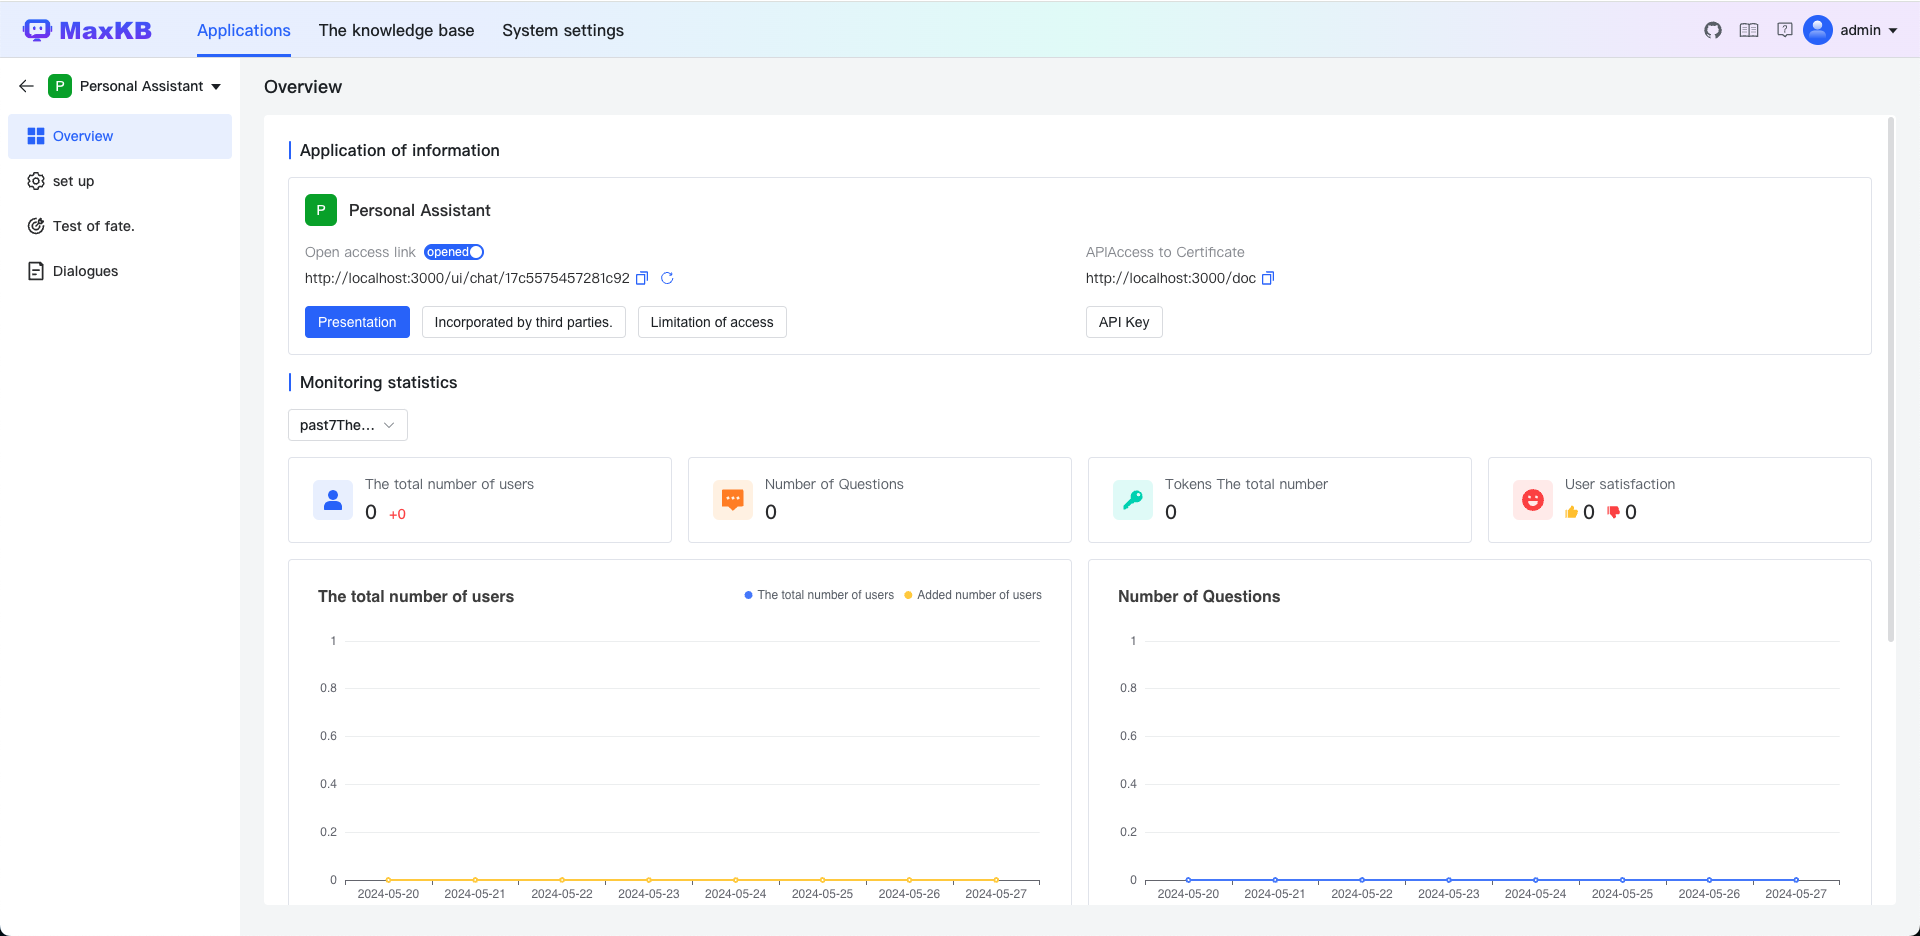 MaxKB
Applications
The knowledge base
System settings
admin
P
Personal Assistant
Overview
set up
Test of fate.
Dialogues
Overview
Application of information
P
Personal Assistant
Open access link
opened
http://localhost:3000/ui/chat/17c5575457281c92
Presentation
Incorporated by third parties.
Limitation of access
APIAccess to Certificate
http://localhost:3000/doc
API Key
Monitoring statistics
past7The...
The total number of users
0 +0
Number of Questions
0
Tokens The total number
0
User satisfaction
0 0
The total number of users
The total number of users
Added number of users
1
0.8
0.6
0.4
0.2
0
2024-05-20 2024-05-21 2024-05-22 2024-05-23 2024-05-24 2024-05-25 2024-05-26 2024-05-27
Number of Questions
1
0.8
0.6
0.4
0.2
0
2024-05-20 2024-05-21 2024-05-22 2024-05-23 2024-05-24 2024-05-25 2024-05-26 2024-05-27